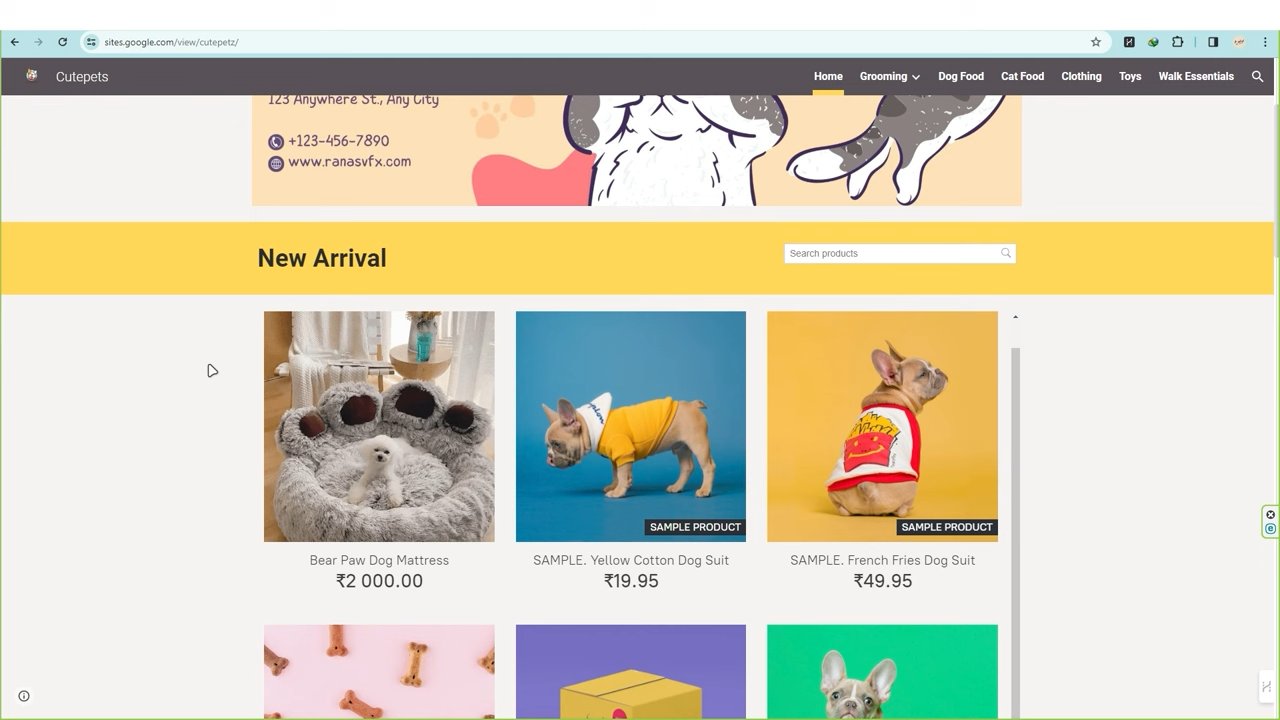 sites.google.com/view/cutepetz/
Cutepets
Home Grooming Dog Food Cat Food Clothing Toys Walk Essentials
123 Anywhere St., Any City
+123-456-7890
www.ranasvfx.com
New Arrival
Search products
SAMPLE PRODUCT
SAMPLE PRODUCT
Bear Paw Dog Mattress
SAMPLE. Yellow Cotton Dog Suit
SAMPLE. French Fries Dog Suit
₹2 000.00
₹19.95
₹49.95